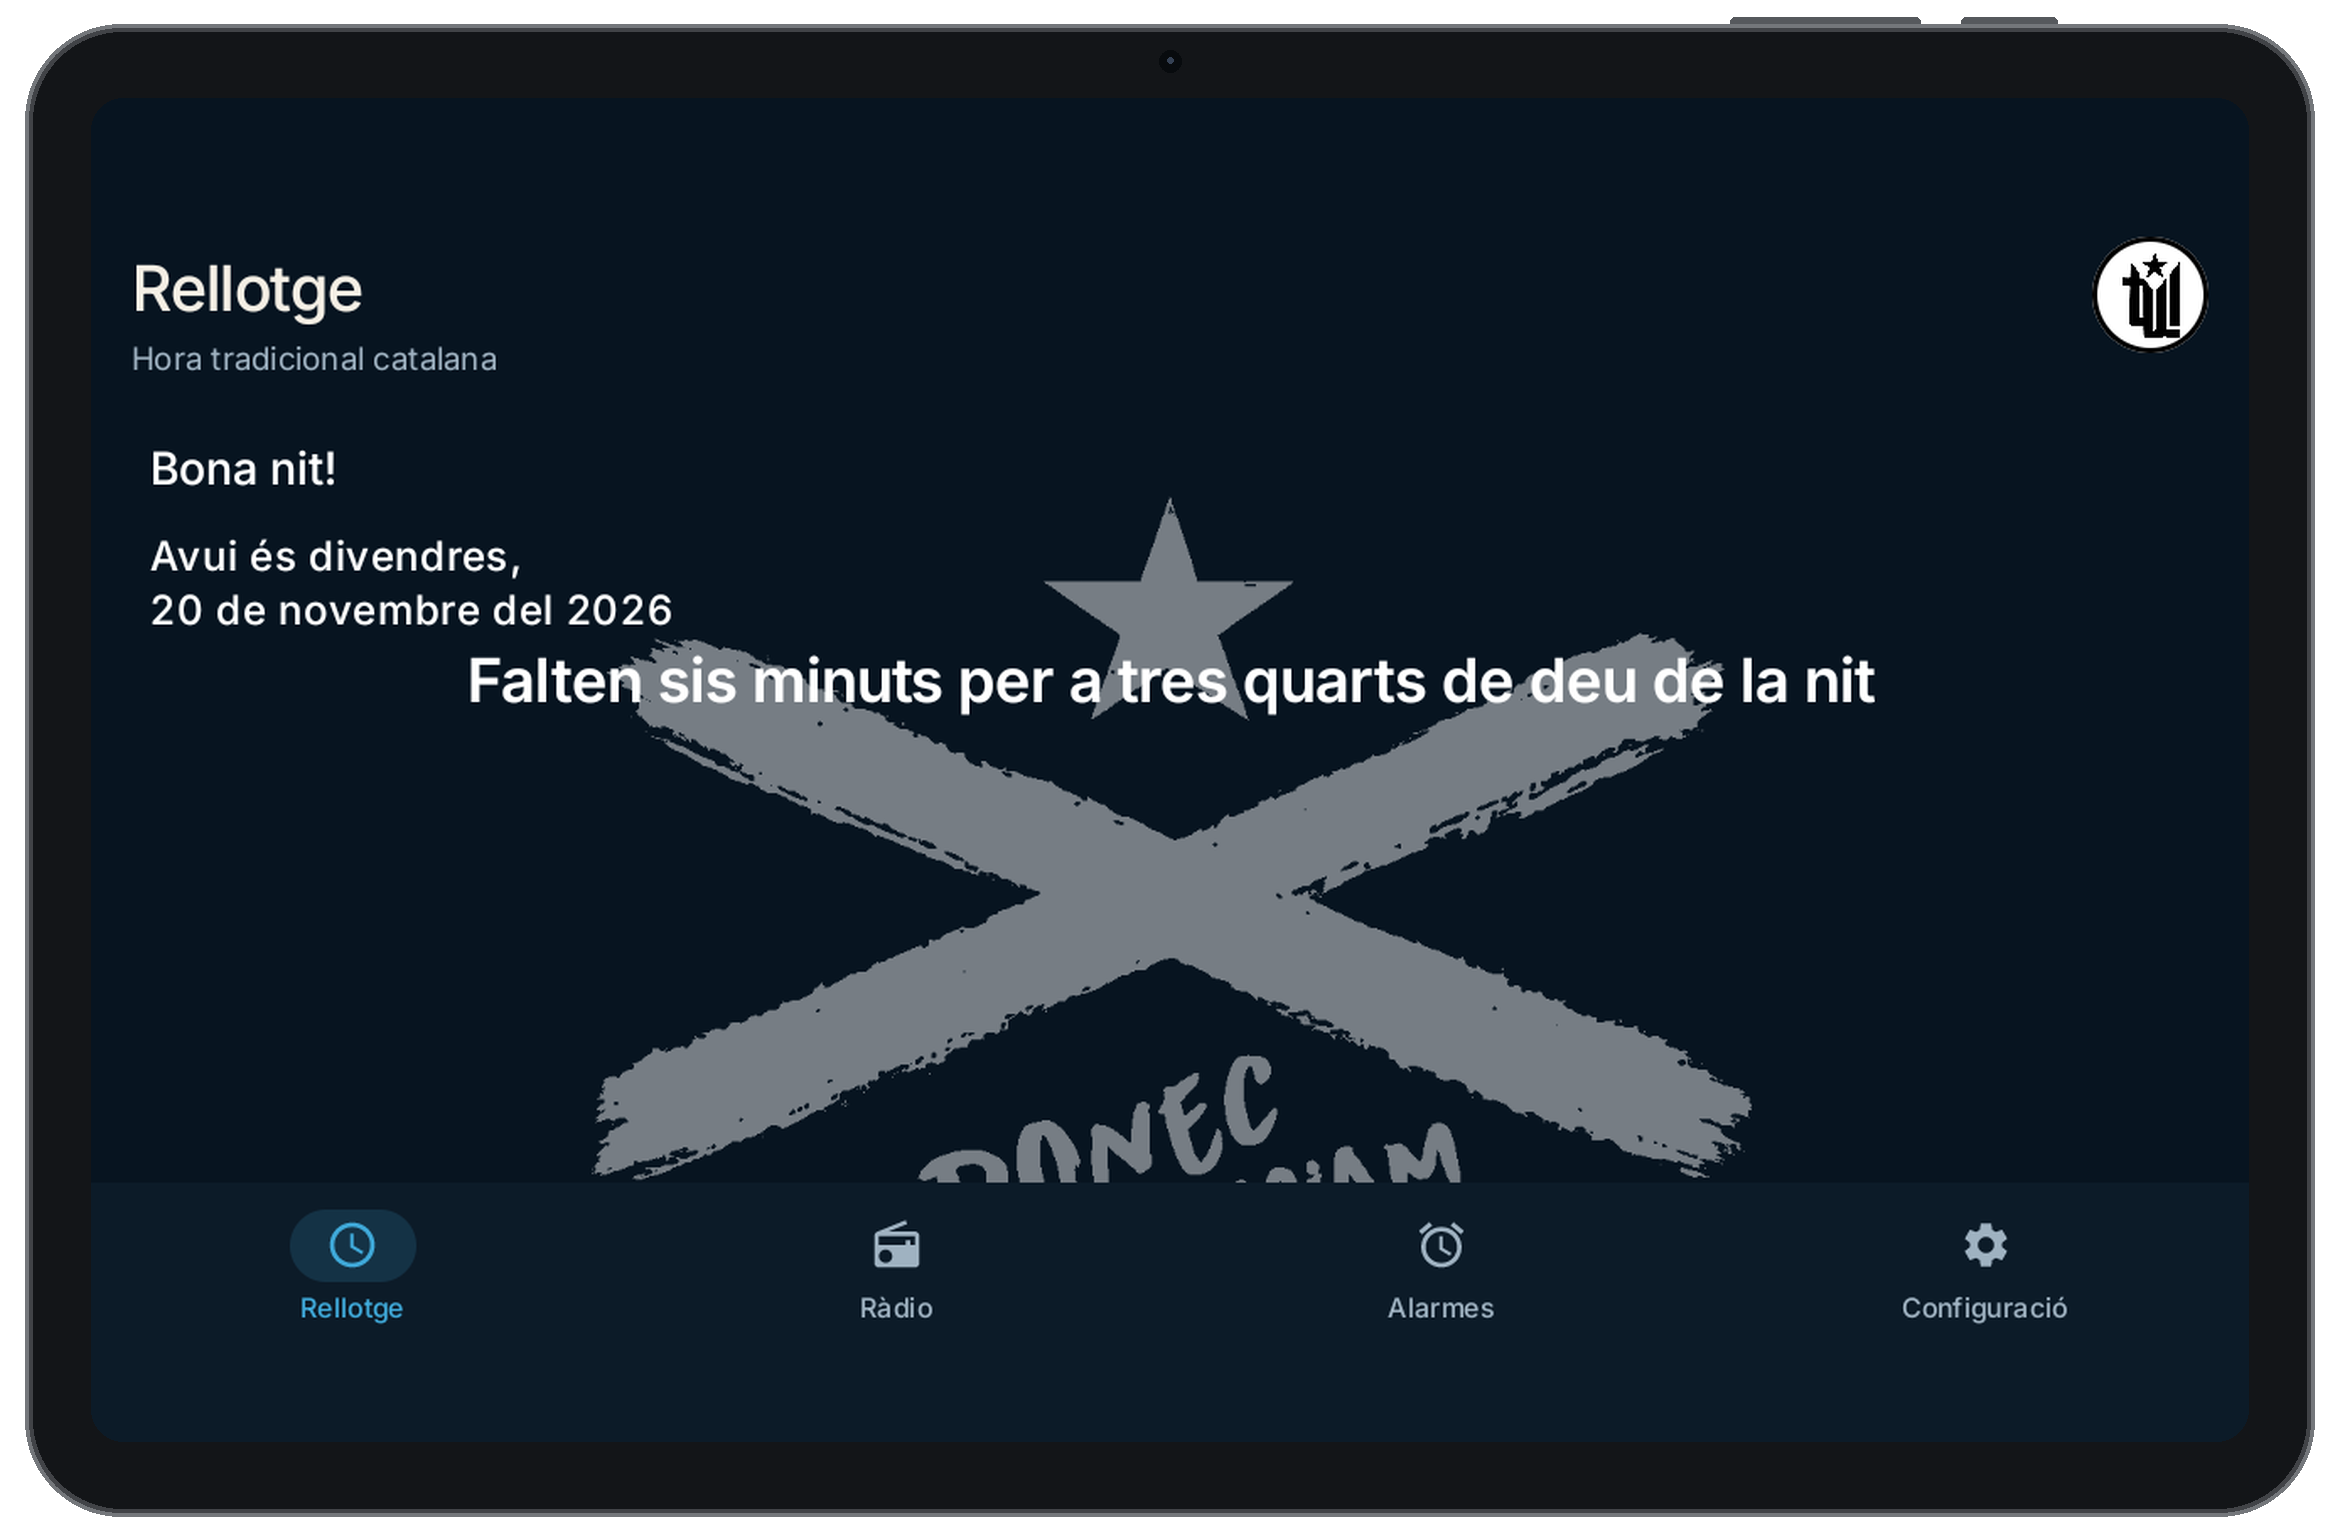 Rellotge
Hora tradicional catalana
Bona nit!
Avui és divendres,
20 de novembre del 2026
Falten sis minuts per a tres quarts de deu de la nit
DONEC
Rellotge
Ràdio
Alarmes
Configuració